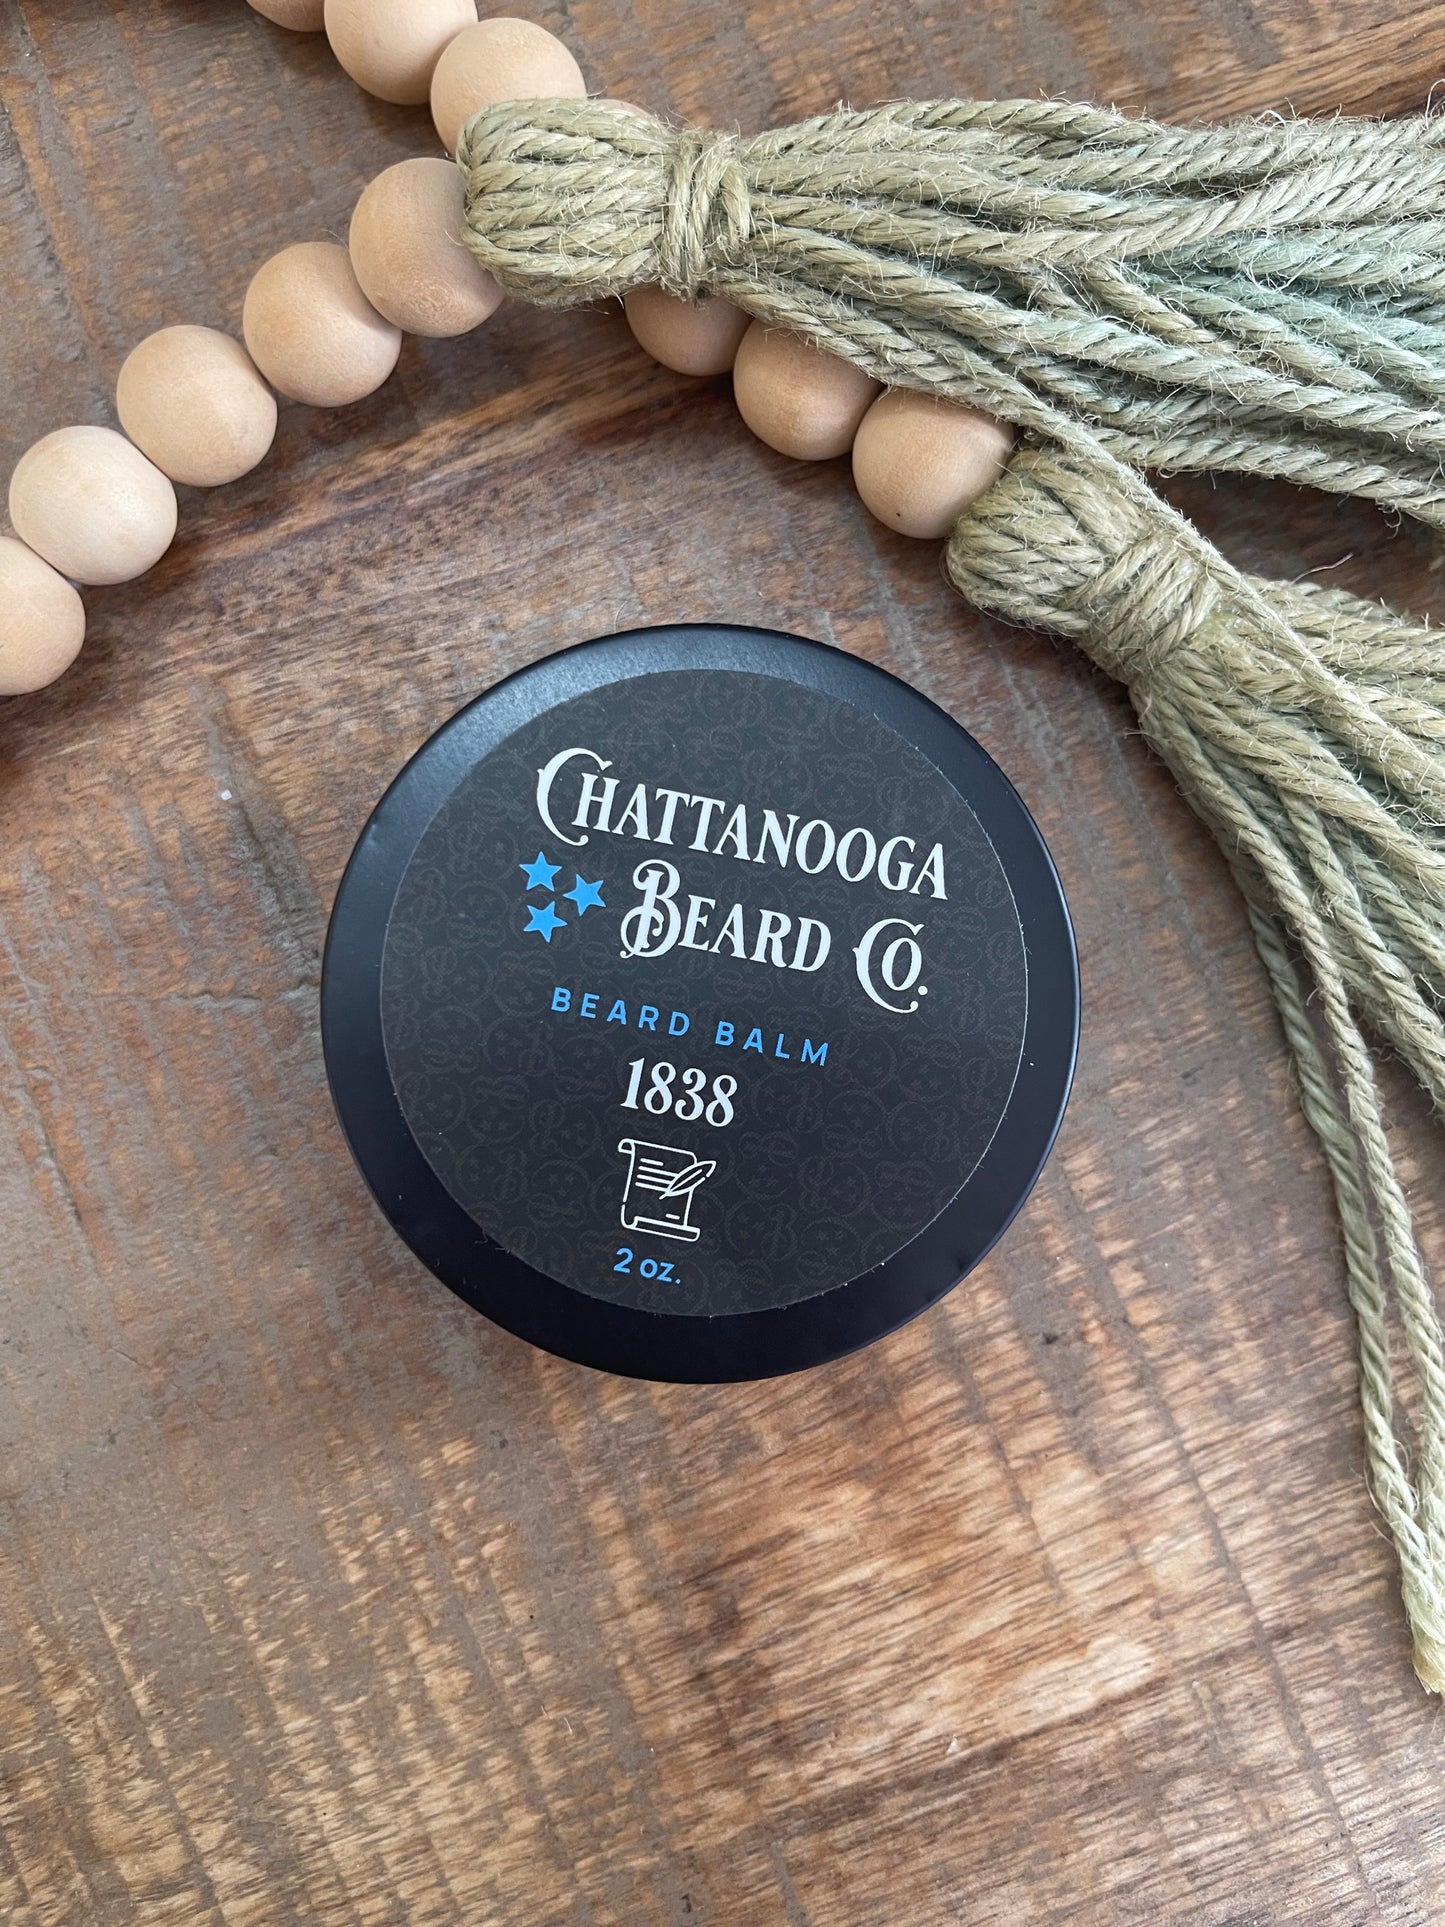 CHATTANOOGA
BEARD CO.
BEARD BALM
1838
2 oz.